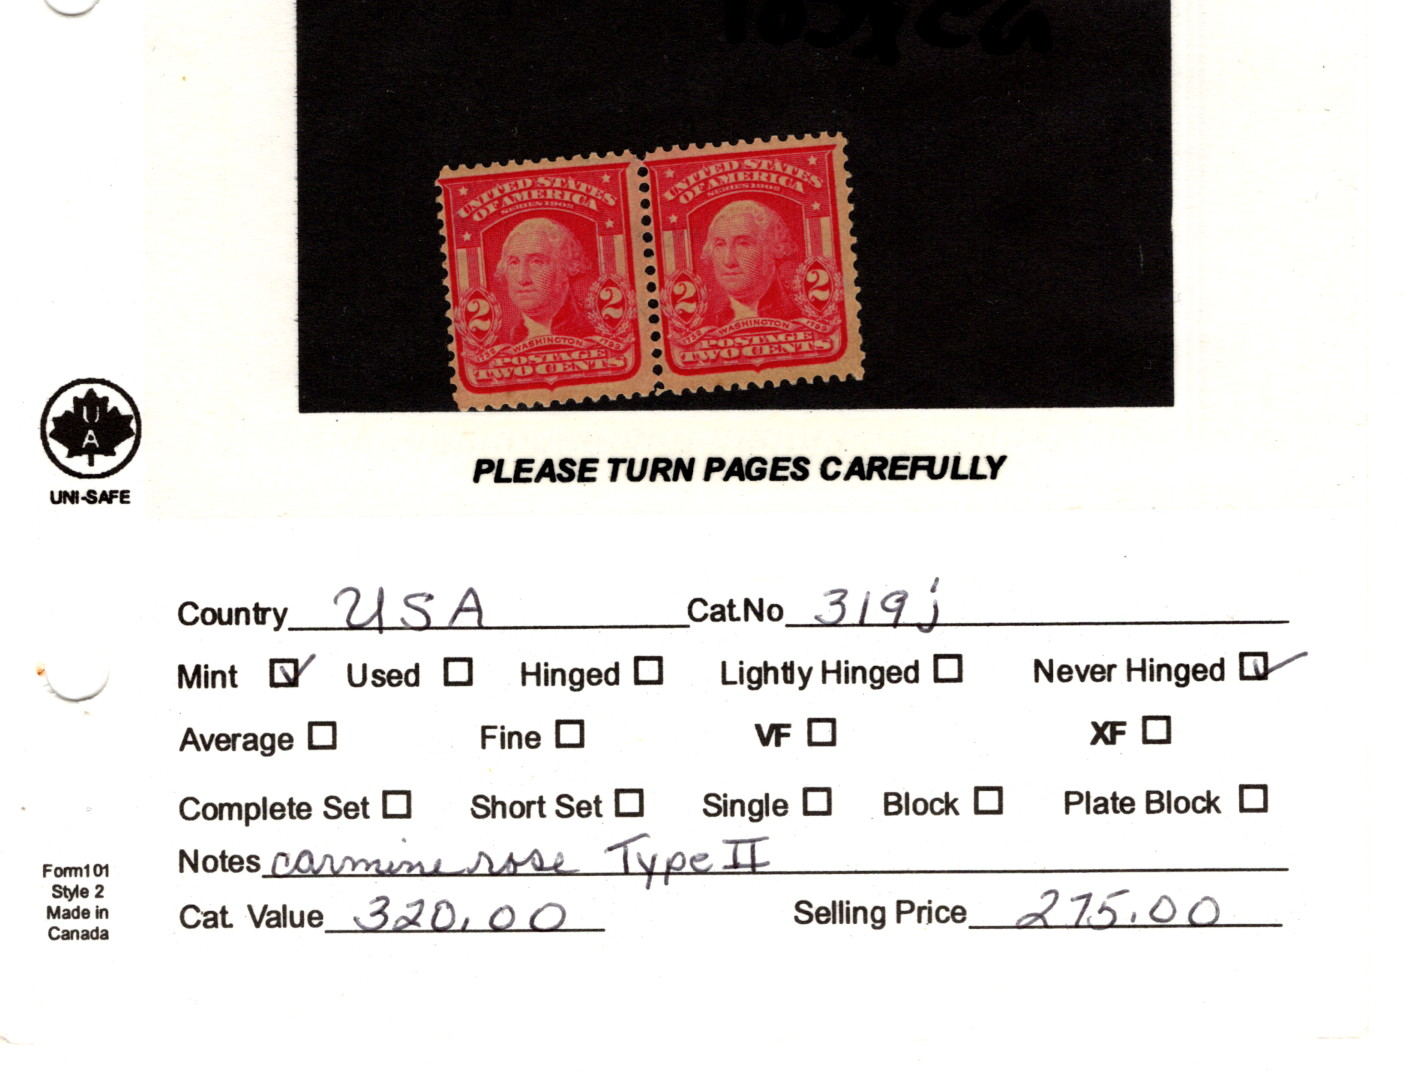 UNITED STATES UNITED STATES
OF AMERICA OF AMERICA
SERIES 1902 SERIES 1902
2 2 2 2
1732 WASHINGTON 1799 1732 WASHINGTON 1799
POSTAGE POSTAGE
TWO CENTS TWO CENTS
U
A
T
UNI-SAFE
PLEASE TURN PAGES CAREFULLY
Country USA Cat.No 319j
Mint Used Hinged Lightly Hinged Never Hinged
Average Fine VF XF
Complete Set Short Set Single Block Plate Block
Notes carmine rose Type II
Cat. Value 320.00 Selling Price 275.00
Form101
Style 2
Made in
Canada